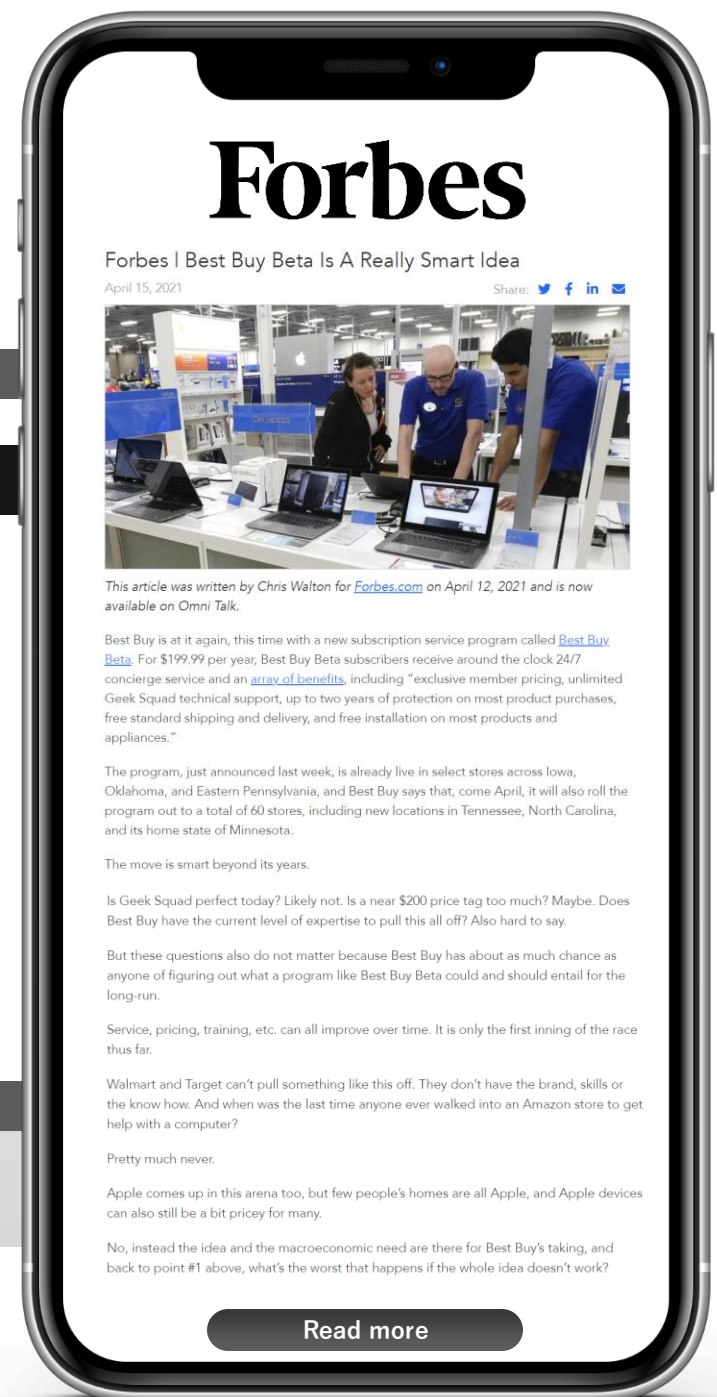 Forbes
Forbes | Best Buy Beta Is A Really Smart Idea
April 15, 2021
Share:
Dell Laptops
This article was written by Chris Walton for Forbes.com on April 12, 2021 and is now
available on Omni Talk.
Best Buy is at it again, this time with a new subscription service program called Best Buy
Beta. For $199.99 per year, Best Buy Beta subscribers receive around the clock 24/7
concierge service and an array of benefits, including “exclusive member pricing, unlimited
Geek Squad technical support, up to two years of protection on most product purchases,
free standard shipping and delivery, and free installation on most products and
appliances.”
The program, just announced last week, is already live in select stores across Iowa,
Oklahoma, and Eastern Pennsylvania, and Best Buy says that, come April, it will also roll the
program out to a total of 60 stores, including new locations in Tennessee, North Carolina,
and its home state of Minnesota.
The move is smart beyond its years.
Is Geek Squad perfect today? Likely not. Is a near $200 price tag too much? Maybe. Does
Best Buy have the current level of expertise to pull this all off? Also hard to say.
But these questions also do not matter because Best Buy has about as much chance as
anyone of figuring out what a program like Best Buy Beta could and should entail for the
long-run.
Service, pricing, training, etc. can all improve over time. It is only the first inning of the race
thus far.
Walmart and Target can’t pull something like this off. They don’t have the brand, skills or
the know how. And when was the last time anyone ever walked into an Amazon store to get
help with a computer?
Pretty much never.
Apple comes up in this arena too, but few people’s homes are all Apple, and Apple devices
can also still be a bit pricey for many.
No, instead the idea and the macroeconomic need are there for Best Buy’s taking, and
back to point #1 above, what’s the worst that happens if the whole idea doesn’t work?
Read more